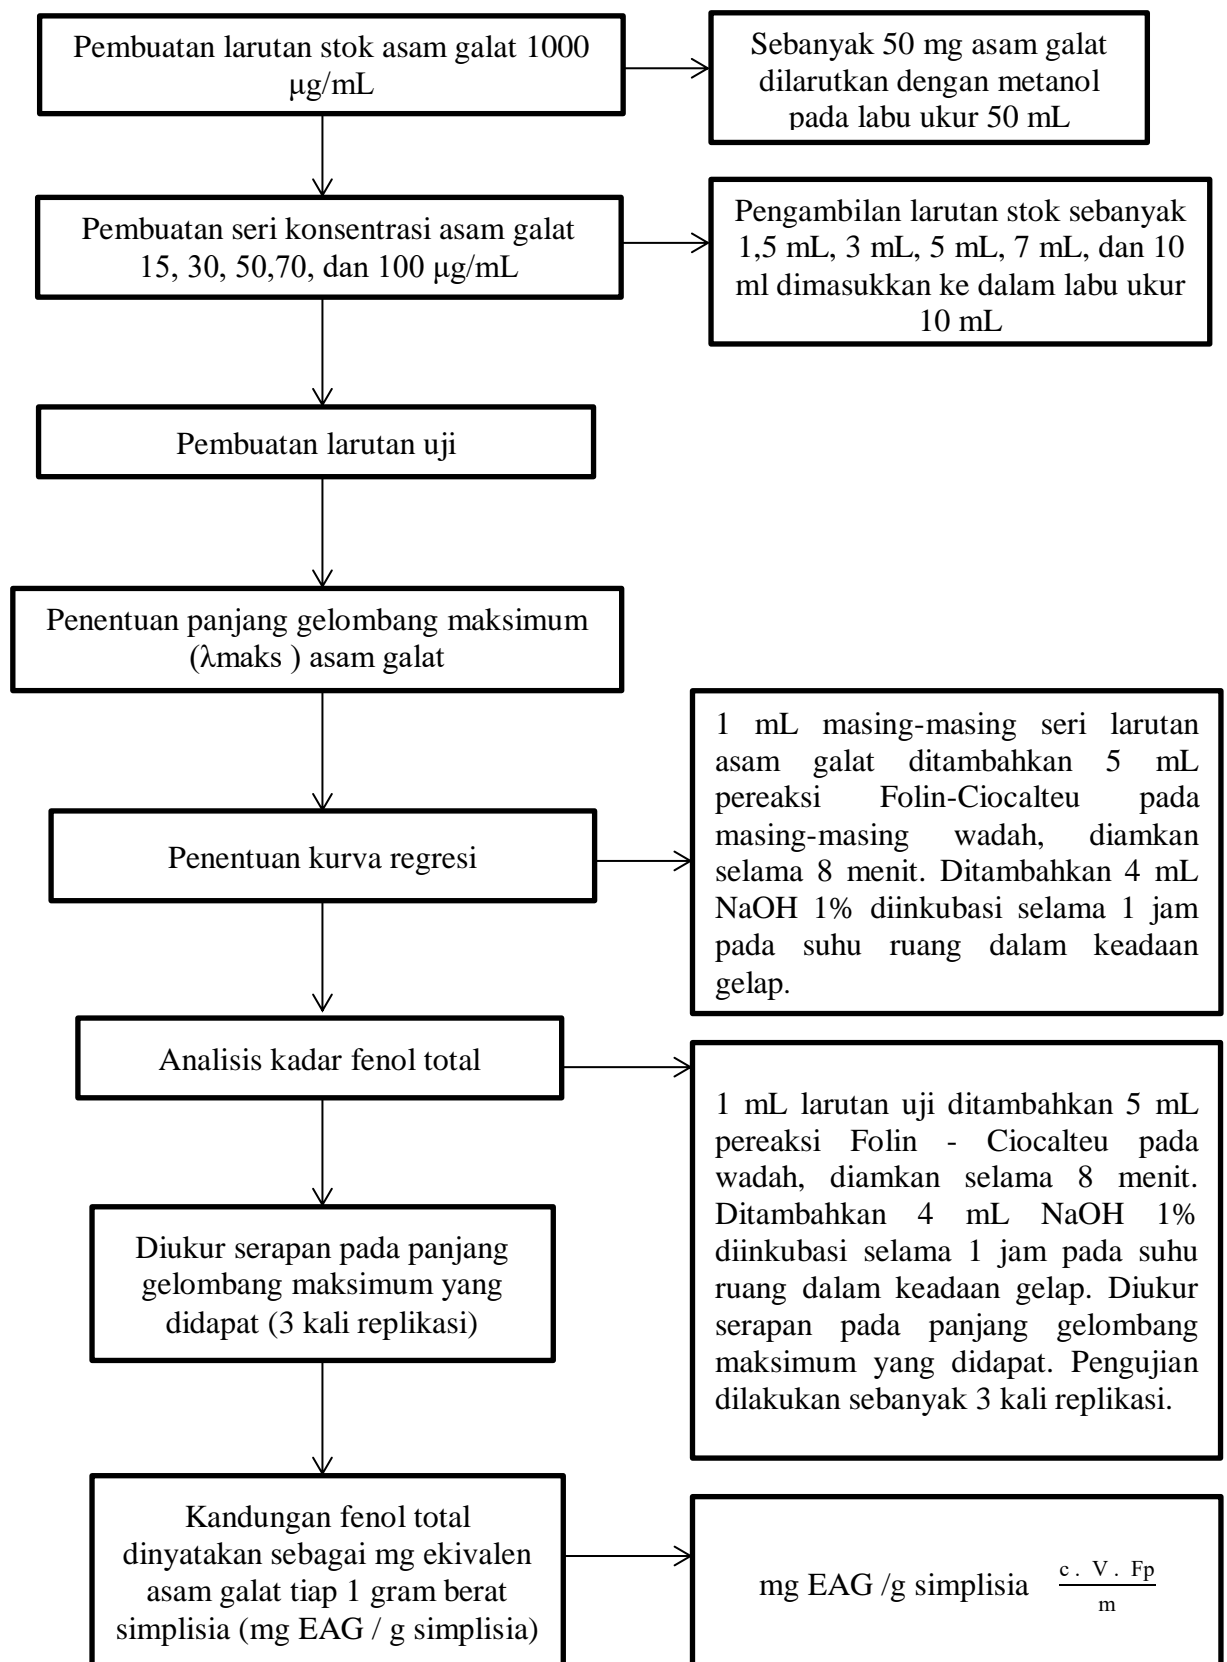 Pembuatan larutan stok asam galat 1000
μg/mL
Sebanyak 50 mg asam galat
dilarutkan dengan metanol
pada labu ukur 50 mL
Pembuatan seri konsentrasi asam galat
15, 30, 50,70, dan 100 μg/mL
Pengambilan larutan stok sebanyak
1,5 mL, 3 mL, 5 mL, 7 mL, dan 10
ml dimasukkan ke dalam labu ukur
10 mL
Pembuatan larutan uji
Penentuan panjang gelombang maksimum
(λmaks ) asam galat
Penentuan kurva regresi
1 mL masing-masing seri larutan
asam galat ditambahkan 5 mL
pereaksi Folin-Ciocalteu pada
masing-masing wadah, diamkan
selama 8 menit. Ditambahkan 4 mL
NaOH 1% diinkubasi selama 1 jam
pada suhu ruang dalam keadaan
gelap.
Analisis kadar fenol total
1 mL larutan uji ditambahkan 5 mL
pereaksi Folin - Ciocalteu pada
wadah, diamkan selama 8 menit.
Ditambahkan 4 mL NaOH 1%
diinkubasi selama 1 jam pada suhu
ruang dalam keadaan gelap. Diukur
serapan pada panjang gelombang
maksimum yang didapat. Pengujian
dilakukan sebanyak 3 kali replikasi.
Diukur serapan pada panjang
gelombang maksimum yang
didapat (3 kali replikasi)
Kandungan fenol total
dinyatakan sebagai mg ekivalen
asam galat tiap 1 gram berat
simplisia (mg EAG / g simplisia)
mg EAG /g simplisia c . V . Fp
m